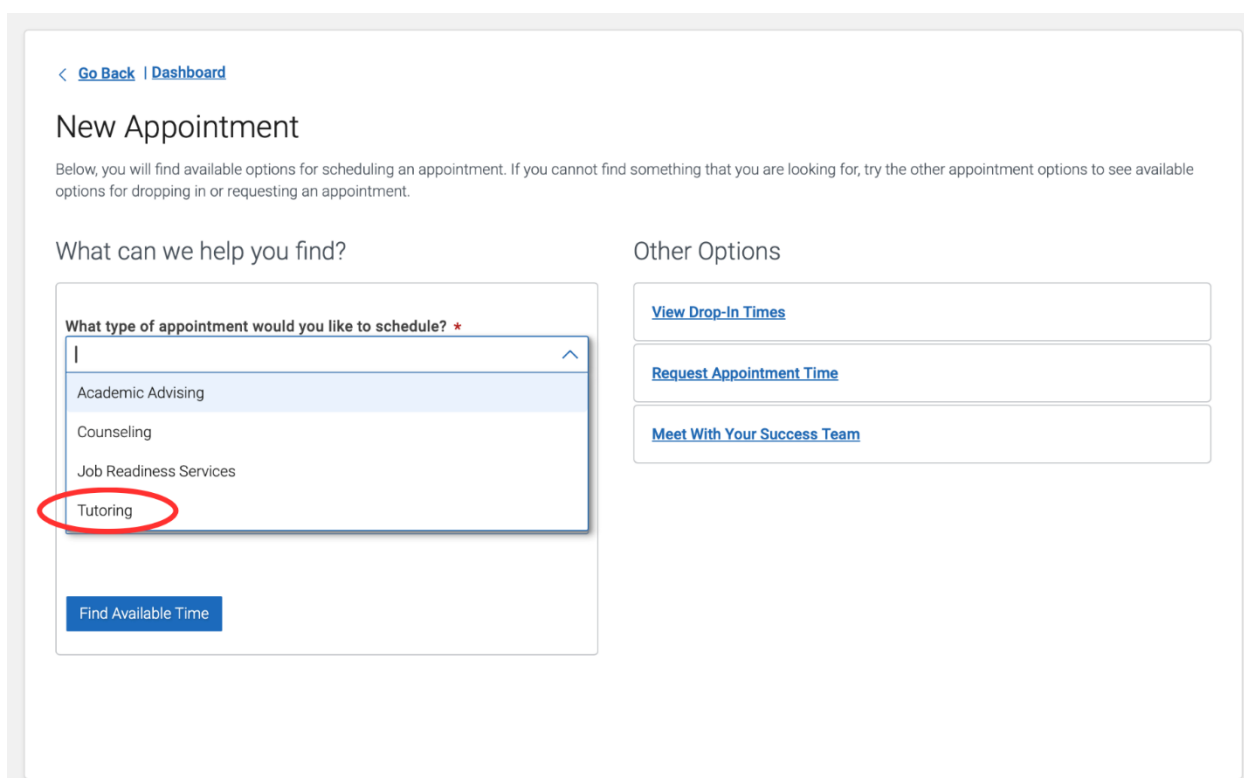 Go Back | Dashboard
New Appointment
Below, you will find available options for scheduling an appointment. If you cannot find something that you are looking for, try the other appointment options to see available
options for dropping in or requesting an appointment.
What can we help you find?
What type of appointment would you like to schedule? *
Academic Advising
Counseling
Job Readiness Services
Tutoring
Find Available Time
Other Options
View Drop-In Times
Request Appointment Time
Meet With Your Success Team